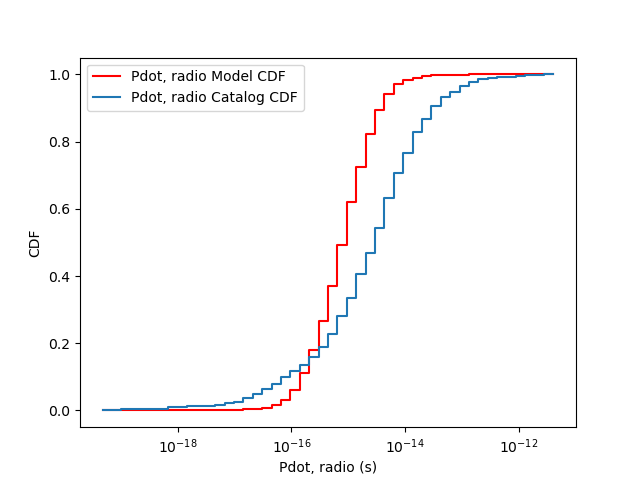 Pdot, radio Model CDF
Pdot, radio Catalog CDF
1.0
0.8
0.6
0.4
0.2
0.0
CDF
10⁻¹⁸ 10⁻¹⁶ 10⁻¹⁴ 10⁻¹²
Pdot, radio (s)